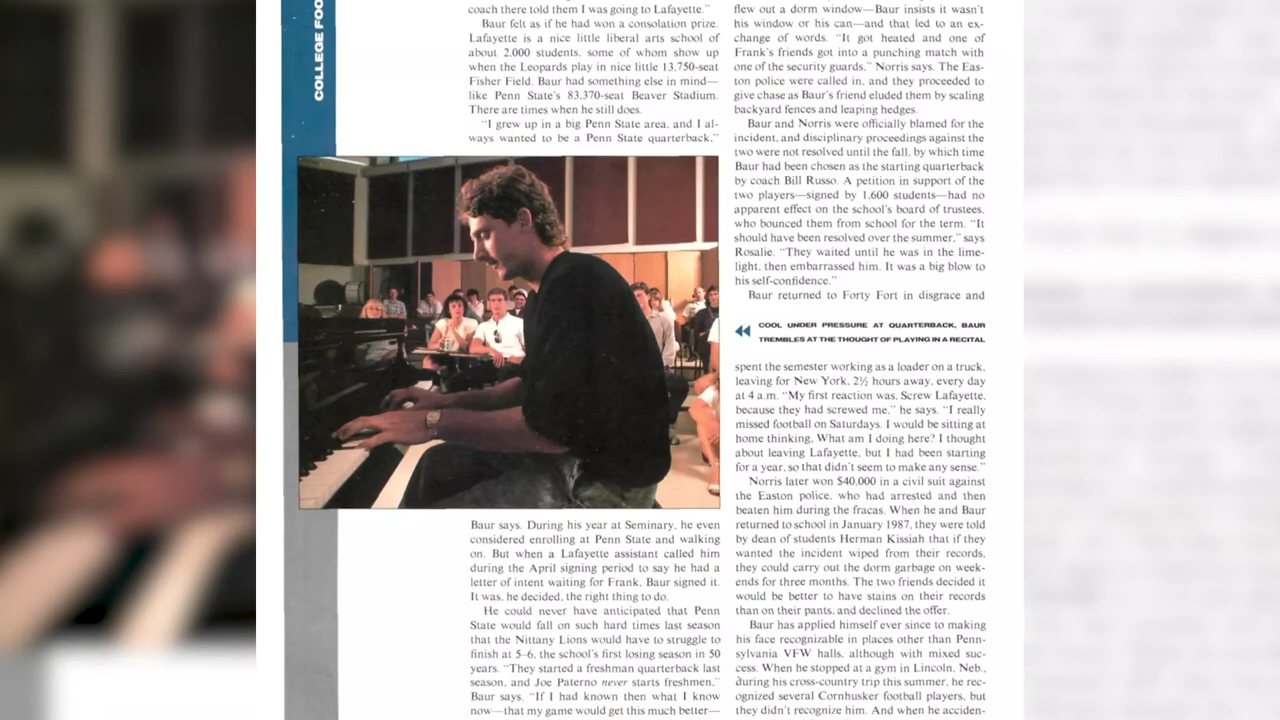 COLLEGE FOO
coach there told them I was going to Lafayette."
Baur felt as if he had won a consolation prize.
Lafayette is a nice little liberal arts school of
about 2,000 students, some of whom show up
when the Leopards play in nice little 13,750-seat
Fisher Field. Baur had something else in mind—
like Penn State's 83,370-seat Beaver Stadium.
There are times when he still does.
"I grew up in a big Penn State area, and I al-
ways wanted to be a Penn State quarterback,"
Baur says. During his year at Seminary, he even
considered enrolling at Penn State and walking
on. But when a Lafayette assistant called him
during the April signing period to say he had a
letter of intent waiting for Frank, Baur signed it.
It was, he decided, the right thing to do.
He could never have anticipated that Penn
State would fall on such hard times last season
that the Nittany Lions would have to struggle to
finish at 5–6, the school's first losing season in 50
years. "They started a freshman quarterback last
season, and Joe Paterno never starts freshmen,"
Baur says. "If I had known then what I know
now—that my game would get this much better—
flew out a dorm window—Baur insists it wasn't
his window or his can—and that led to an ex-
change of words. "It got heated and one of
Frank's friends got into a punching match with
one of the security guards," Norris says. The Eas-
ton police were called in, and they proceeded to
give chase as Baur's friend eluded them by scaling
backyard fences and leaping hedges.
Baur and Norris were officially blamed for the
incident, and disciplinary proceedings against the
two were not resolved until the fall, by which time
Baur had been chosen as the starting quarterback
by coach Bill Russo. A petition in support of the
two players—signed by 1,600 students—had no
apparent effect on the school's board of trustees,
who bounced them from school for the term. "It
should have been resolved over the summer," says
Rosalie. "They waited until he was in the lime-
light, then embarrassed him. It was a big blow to
his self-confidence."
Baur returned to Forty Fort in disgrace and
COOL UNDER PRESSURE AT QUARTERBACK, BAUR
TREMBLES AT THE THOUGHT OF PLAYING IN A RECITAL
spent the semester working as a loader on a truck,
leaving for New York, 2½ hours away, every day
at 4 a.m. "My first reaction was, Screw Lafayette,
because they had screwed me," he says. "I really
missed football on Saturdays. I would be sitting at
home thinking, What am I doing here? I thought
about leaving Lafayette, but I had been starting
for a year, so that didn't seem to make any sense."
Norris later won $40,000 in a civil suit against
the Easton police, who had arrested and then
beaten him during the fracas. When he and Baur
returned to school in January 1987, they were told
by dean of students Herman Kissiah that if they
wanted the incident wiped from their records,
they could carry out the dorm garbage on week-
ends for three months. The two friends decided it
would be better to have stains on their records
than on their pants, and declined the offer.
Baur has applied himself ever since to making
his face recognizable in places other than Penn-
sylvania VFW halls, although with mixed suc-
cess. When he stopped at a gym in Lincoln, Neb.,
during his cross-country trip this summer, he rec-
ognized several Cornhusker football players, but
they didn't recognize him. And when he acciden-